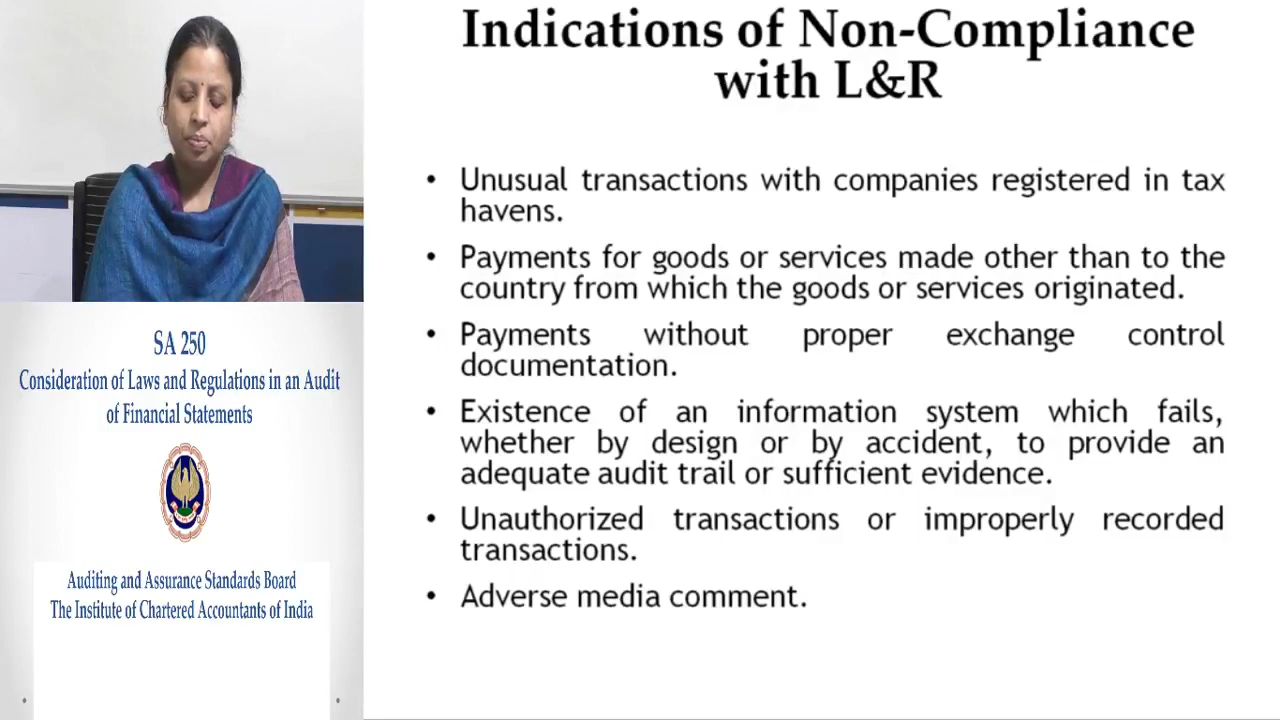 Indications of Non-Compliance
with L&R
• Unusual transactions with companies registered in tax
havens.
• Payments for goods or services made other than to the
country from which the goods or services originated.
• Payments without proper exchange control
documentation.
• Existence of an information system which fails,
whether by design or by accident, to provide an
adequate audit trail or sufficient evidence.
• Unauthorized transactions or improperly recorded
transactions.
• Adverse media comment.
SA 250
Consideration of Laws and Regulations in an Audit
of Financial Statements
Auditing and Assurance Standards Board
The Institute of Chartered Accountants of India